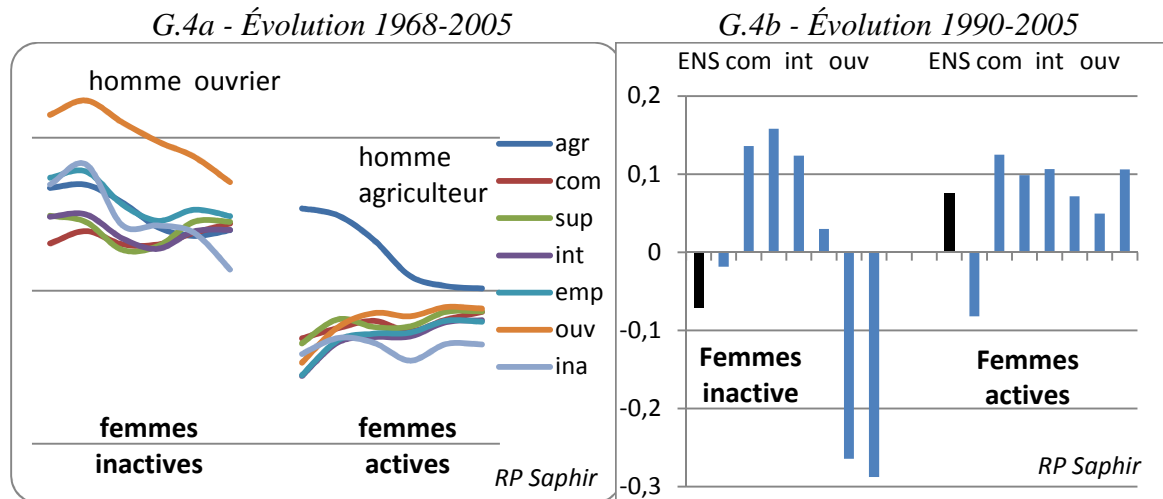 G.4a - Évolution 1968-2005
homme ouvrier
homme
agriculteur
agr
com
sup
int
emp
ouv
ina
femmes
inactives
femmes
actives
RP Saphir
G.4b - Évolution 1990-2005
ENS com int ouv ENS com int ouv
0,2
0,1
0
-0,1
-0,2
-0,3
Femmes
inactive
Femmes
actives
RP Saphir